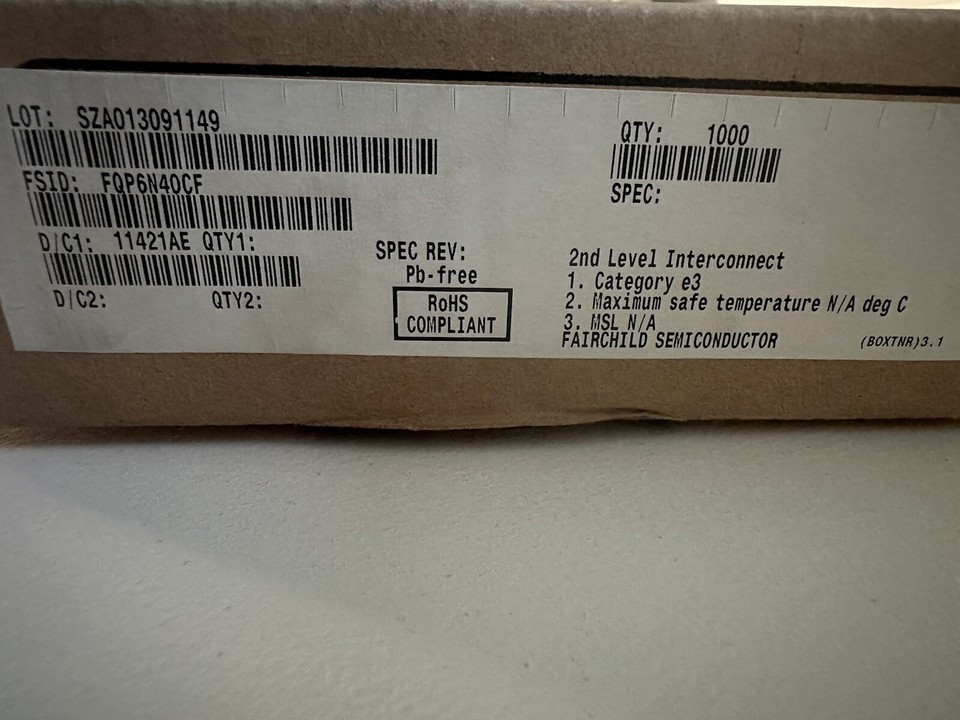 LOT: SZA013091149
QTY: 1000
FSID: FQP6N40CF
SPEC:
D/C1: 11421AE QTY1:
SPEC REV:
Pb-free
D/C2: QTY2:
RoHS
COMPLIANT
2nd Level Interconnect
1. Category e3
2. Maximum safe temperature N/A deg C
3. MSL N/A
FAIRCHILD SEMICONDUCTOR
(BOXTNR)3.1